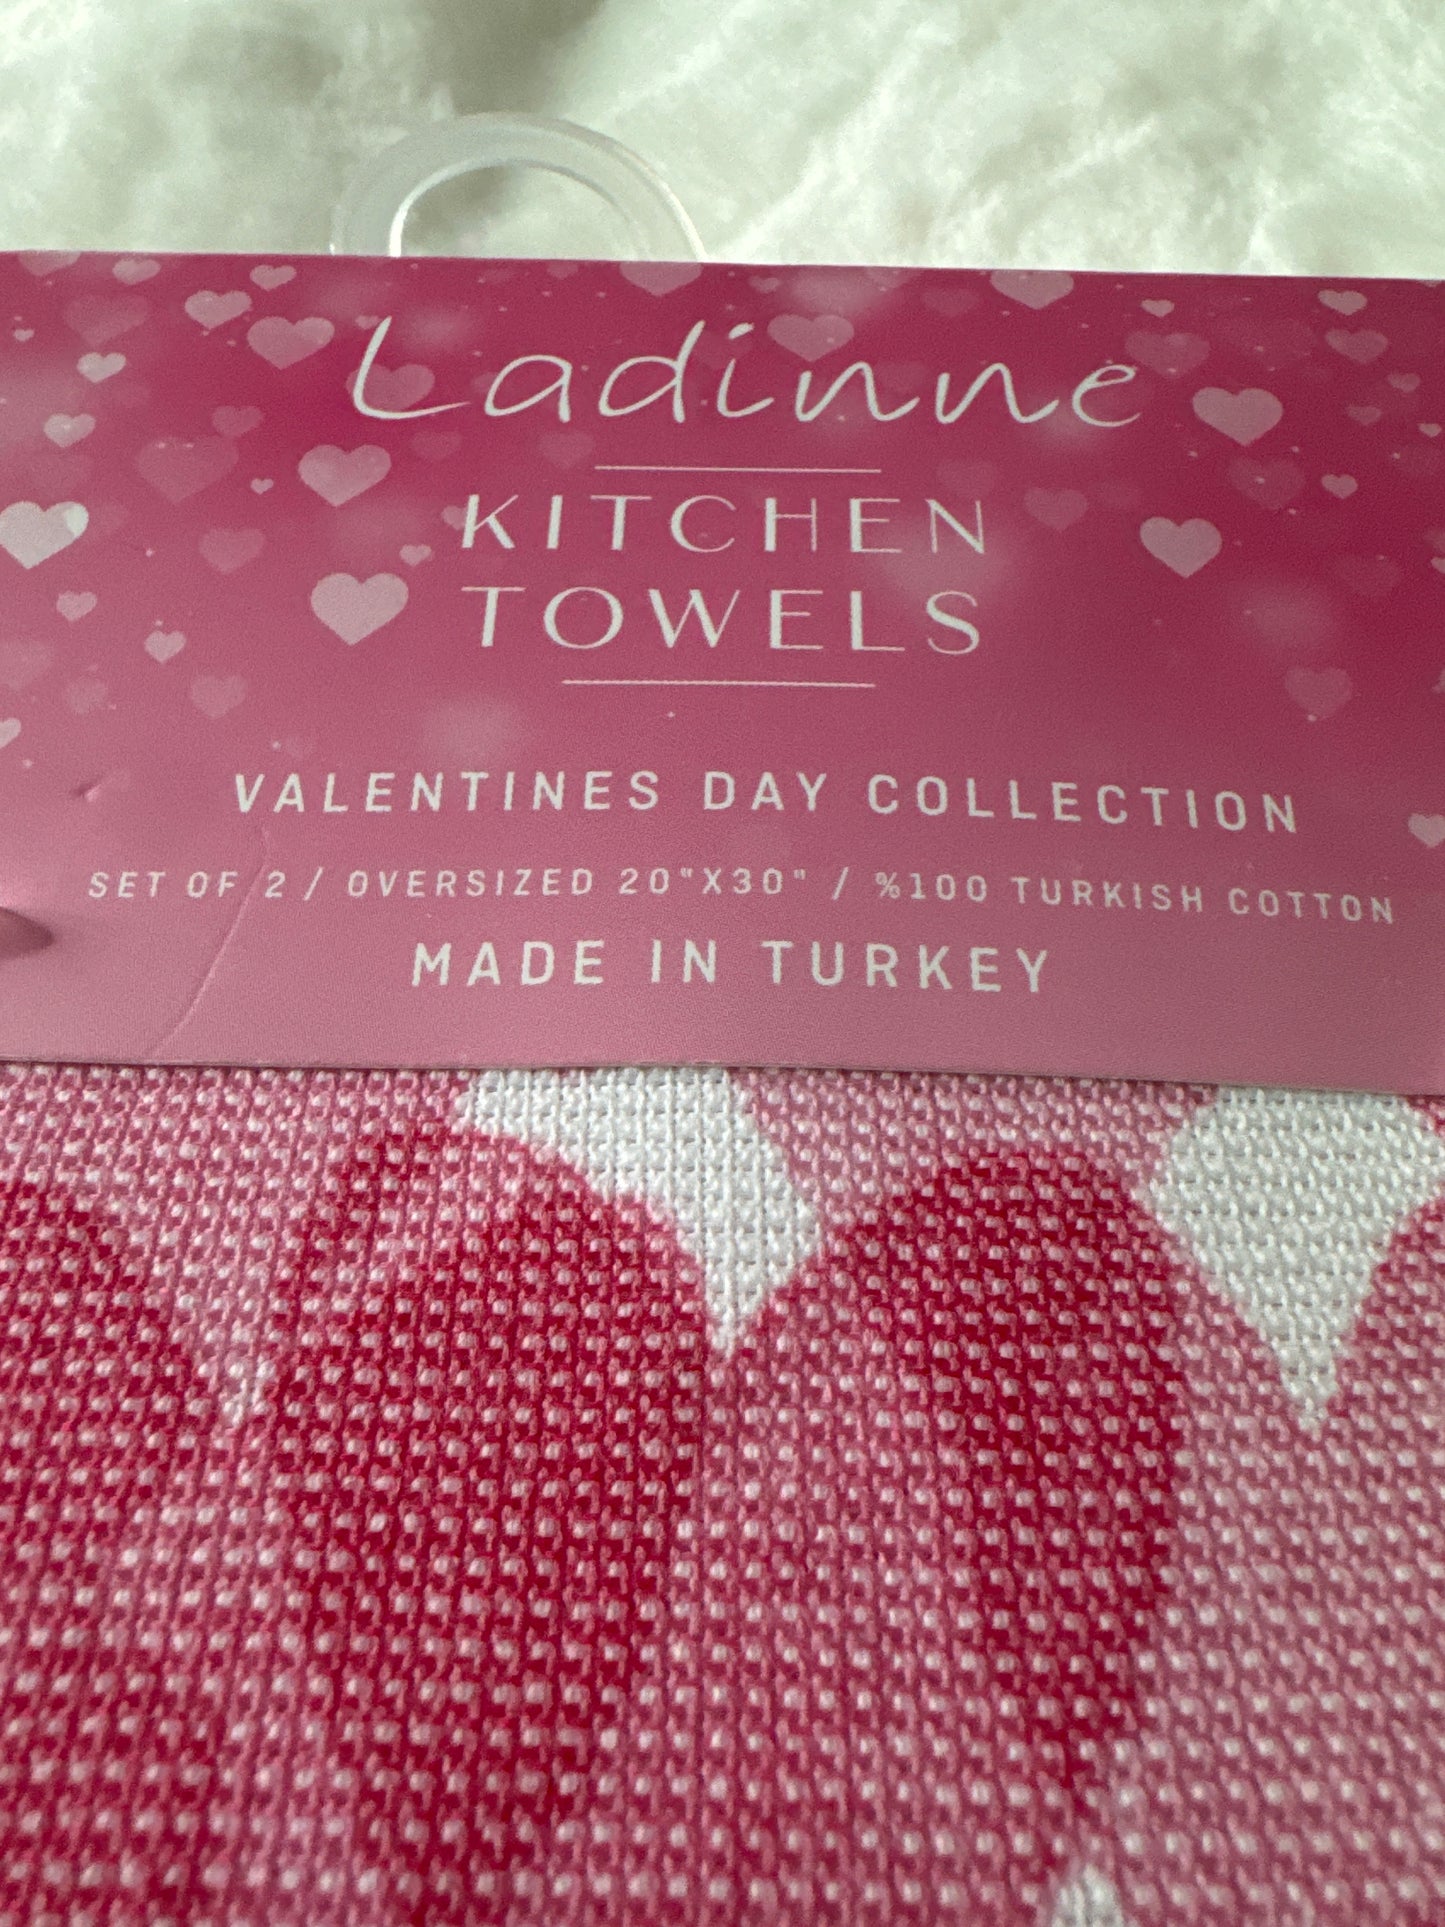 Ladinne
KITCHEN
TOWELS
VALENTINES DAY COLLECTION
SET OF 2 / OVERSIZED 20"X30" / %100 TURKISH COTTON
MADE IN TURKEY